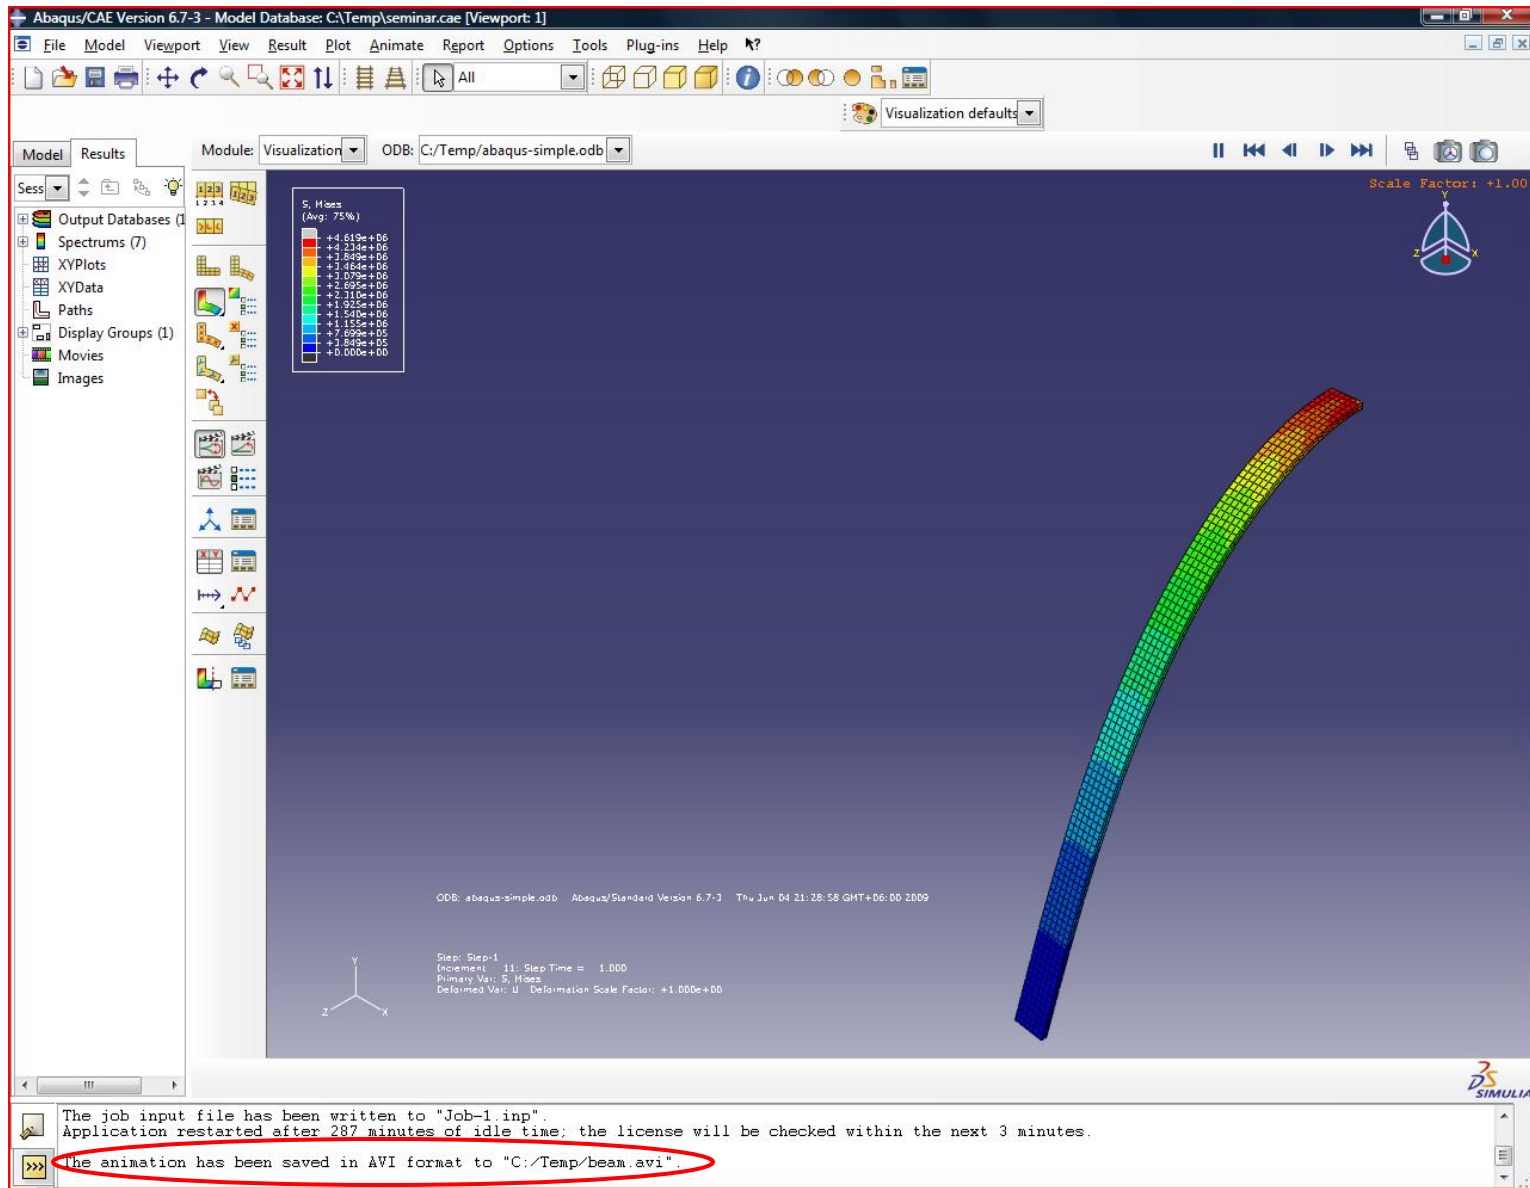 Abaqus/CAE Version 6.7-3 - Model Database: C:\Temp\seminar.cae [Viewport: 1]
File Model Viewport View Result Plot Animate Report Options Tools Plug-ins Help
All
Visualization defaults
Model Results
Module: Visualization ODB: C:/Temp/abaqus-simple.odb
Sess
Output Databases (1
Spectrums (7)
XYPlots
XYData
Paths
Display Groups (1)
Movies
Images
Scale Factor: +1.00
Y
Z
X
S, Mises
(Avg: 75%)
+4.619e+06
+4.234e+06
+3.849e+06
+3.464e+06
+3.079e+06
+2.695e+06
+2.310e+06
+1.925e+06
+1.540e+06
+1.155e+06
+7.699e+05
+3.849e+05
+0.000e+00
ODB: abaqus-simple.odb Abaqus/Standard Version 6.7-3 Thu Jun 04 21:28:58 GMT+06:00 2009
Step: Step-1
Increment 11: Step Time = 1.000
Primary Var: S, Mises
Deformed Var: U Deformation Scale Factor: +1.000e+00
Y
Z
X
SIMULIA
The job input file has been written to "Job-1.inp".
Application restarted after 287 minutes of idle time; the license will be checked within the next 3 minutes.
The animation has been saved in AVI format to "C:/Temp/beam.avi".